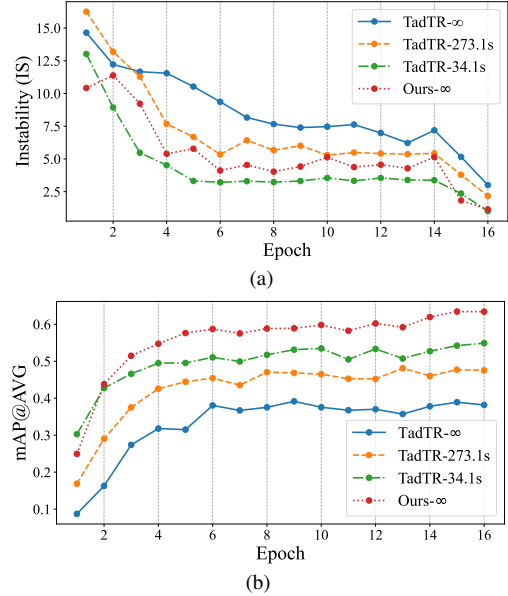 15.0
12.5
10.0
7.5
5.0
2.5
Instability (IS)
TadTR-∞
TadTR-273.1s
TadTR-34.1s
Ours-∞
2 4 6 8 10 12 14 16
Epoch
(a)
0.6
0.5
0.4
0.3
0.2
0.1
mAP@AVG
TadTR-∞
TadTR-273.1s
TadTR-34.1s
Ours-∞
2 4 6 8 10 12 14 16
Epoch
(b)